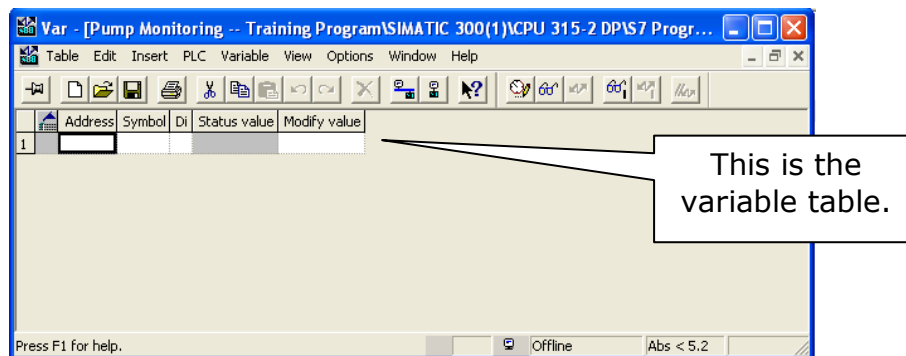 Var - [Pump Monitoring -- Training Program\SIMATIC 300(1)\CPU 315-2 DP\S7 Progr...
Table Edit Insert PLC Variable View Options Window Help
Address Symbol Di Status value Modify value
1
This is the
variable table.
Press F1 for help. Offline Abs < 5.2